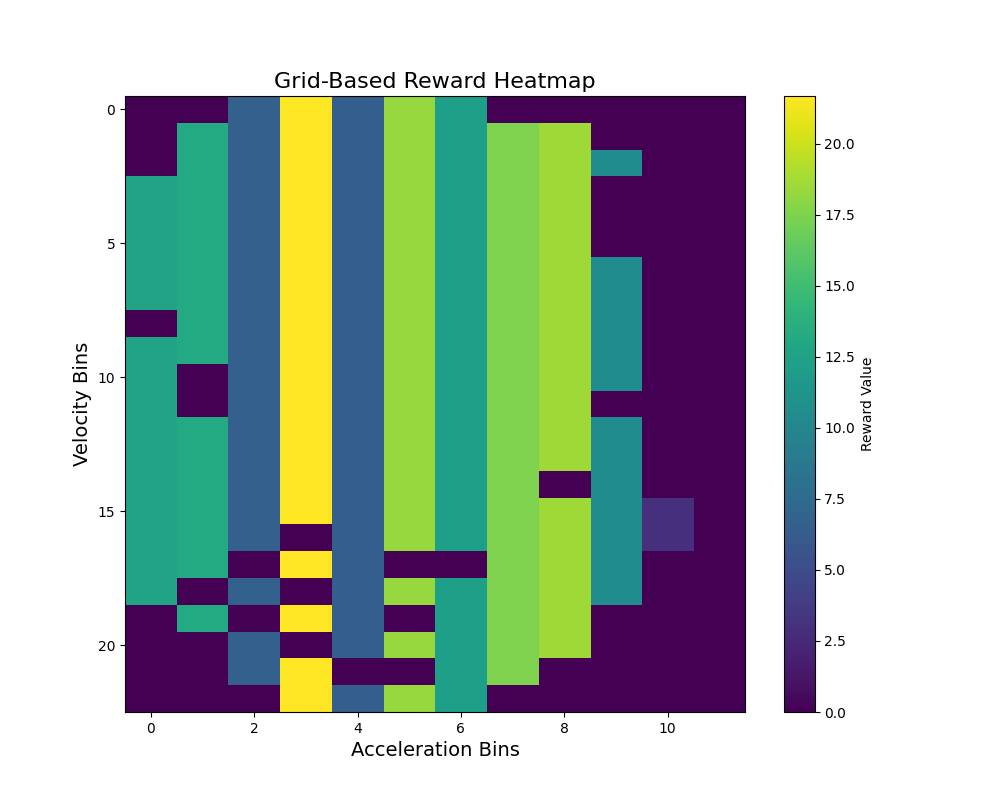 Grid-Based Reward Heatmap
0
5
10
15
20
Velocity Bins
0 2 4 6 8 10
Acceleration Bins
20.0
17.5
15.0
12.5
10.0
7.5
5.0
2.5
0.0
Reward Value